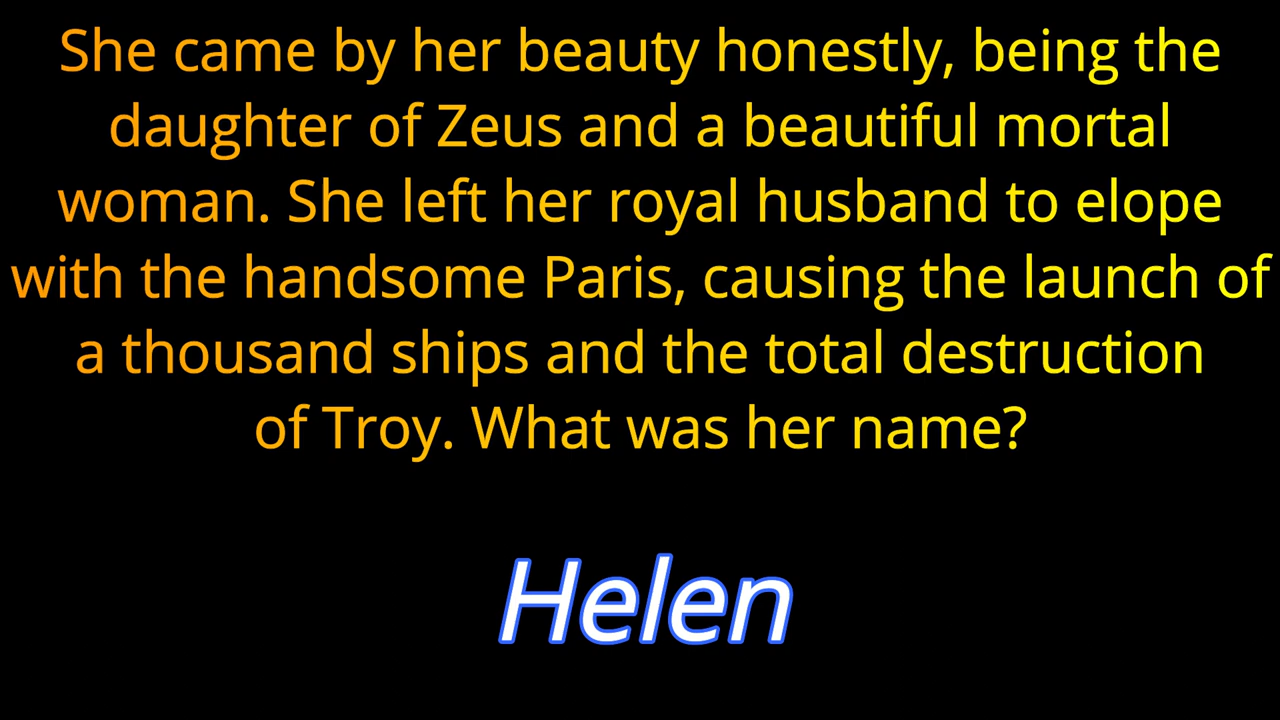 She came by her beauty honestly, being the
daughter of Zeus and a beautiful mortal
woman. She left her royal husband to elope
with the handsome Paris, causing the launch of
a thousand ships and the total destruction
of Troy. What was her name?
Helen